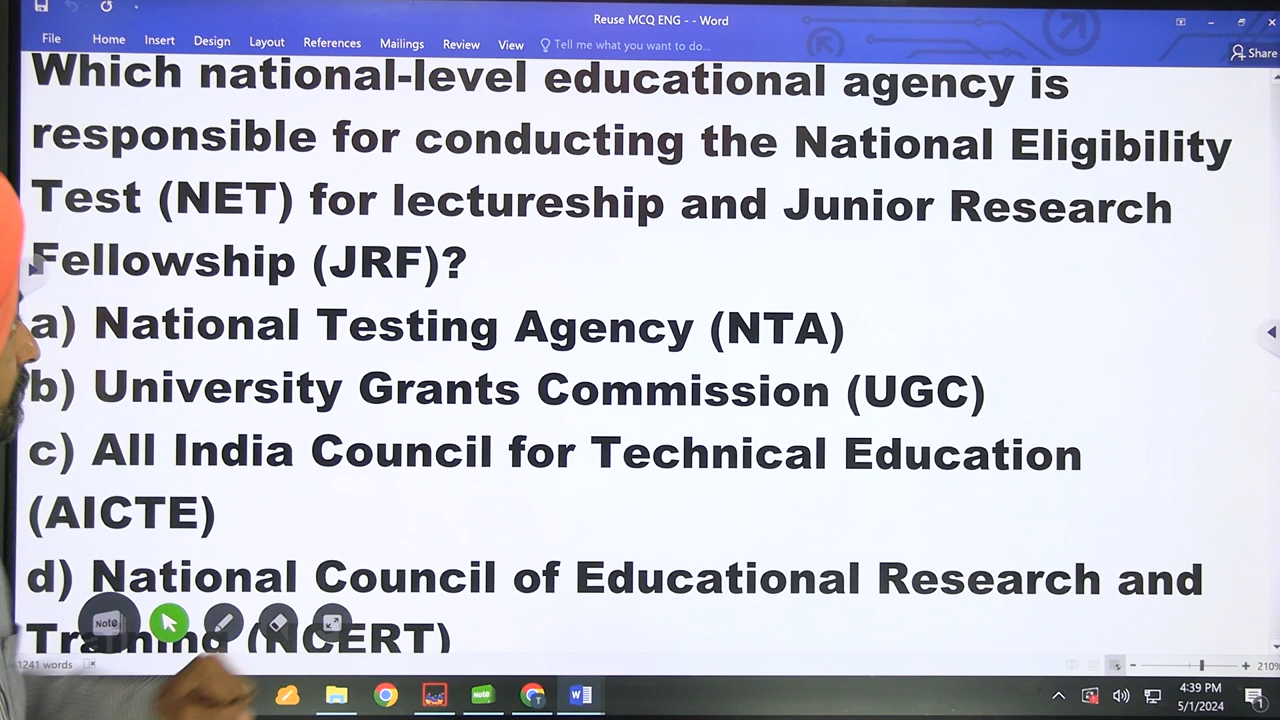 Reuse MCQ ENG - - Word
File Home Insert Design Layout References Mailings Review View Tell me what you want to do... Share
Which national-level educational agency is
responsible for conducting the National Eligibility
Test (NET) for lectureship and Junior Research
Fellowship (JRF)?
a) National Testing Agency (NTA)
b) University Grants Commission (UGC)
c) All India Council for Technical Education
(AICTE)
d) National Council of Educational Research and
Training (NCERT)
Note
1241 words
210%
Note
4:39 PM
5/1/2024